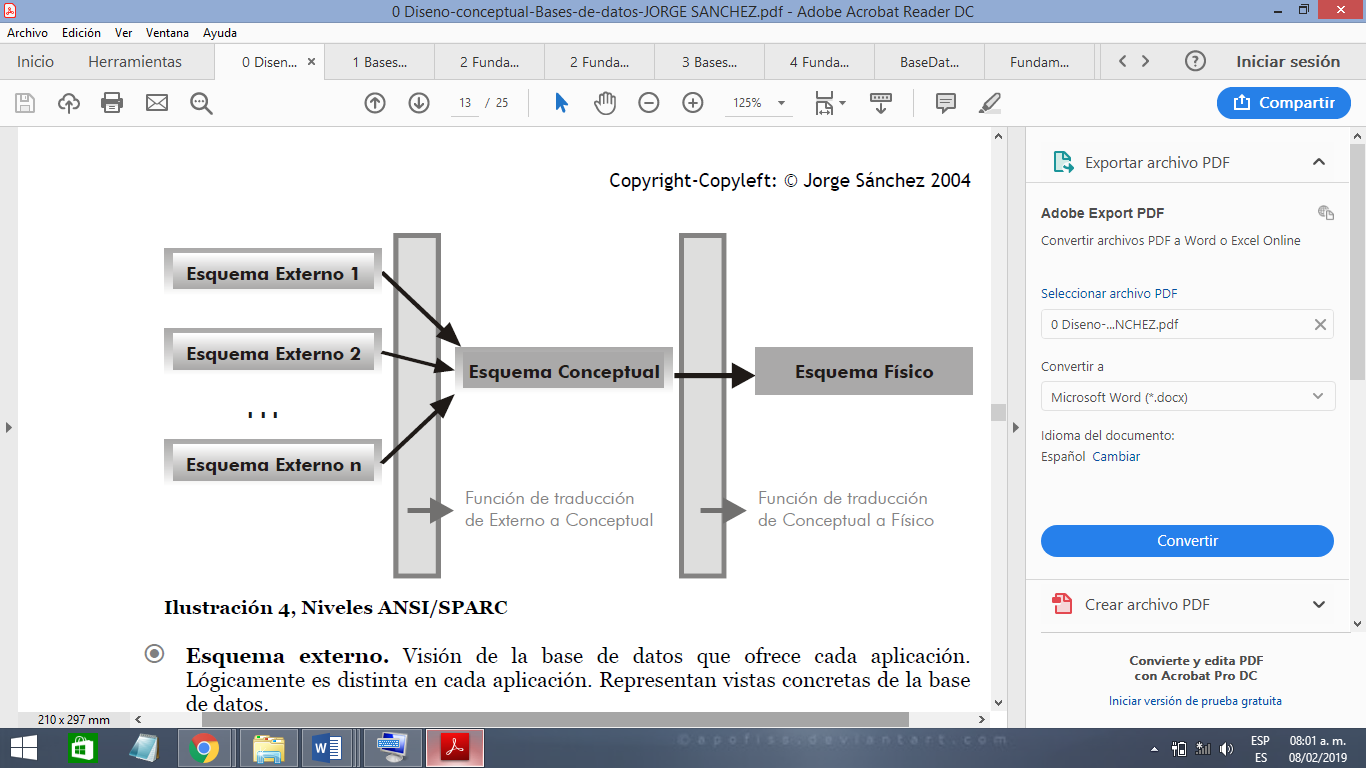 0 Diseno-conceptual-Bases-de-datos-JORGE SANCHEZ.pdf - Adobe Acrobat Reader DC
Archivo Edición Ver Ventana Ayuda
Inicio Herramientas 0 Disen... 1 Bases... 2 Funda... 2 Funda... 3 Bases... 4 Funda... BaseDat... Fundam... Iniciar sesión
13 / 25 125% Compartir
Copyright-Copyleft: © Jorge Sánchez 2004
Esquema Externo 1
Esquema Externo 2
...
Esquema Externo n
Esquema Conceptual
Esquema Físico
Función de traducción
de Externo a Conceptual
Función de traducción
de Conceptual a Físico
Ilustración 4, Niveles ANSI/SPARC
Esquema externo. Visión de la base de datos que ofrece cada aplicación.
Lógicamente es distinta en cada aplicación. Representan vistas concretas de la base
de datos.
210 x 297 mm
Exportar archivo PDF
Adobe Export PDF
Convertir archivos PDF a Word o Excel Online
Seleccionar archivo PDF
0 Diseno-...NCHEZ.pdf
Convertir a
Microsoft Word (*.docx)
Idioma del documento:
Español Cambiar
Convertir
Crear archivo PDF
Convierte y edita PDF
con Acrobat Pro DC
Iniciar versión de prueba gratuita
© apofiss.deviantart.com
ESP
ES
08:01 a. m.
08/02/2019